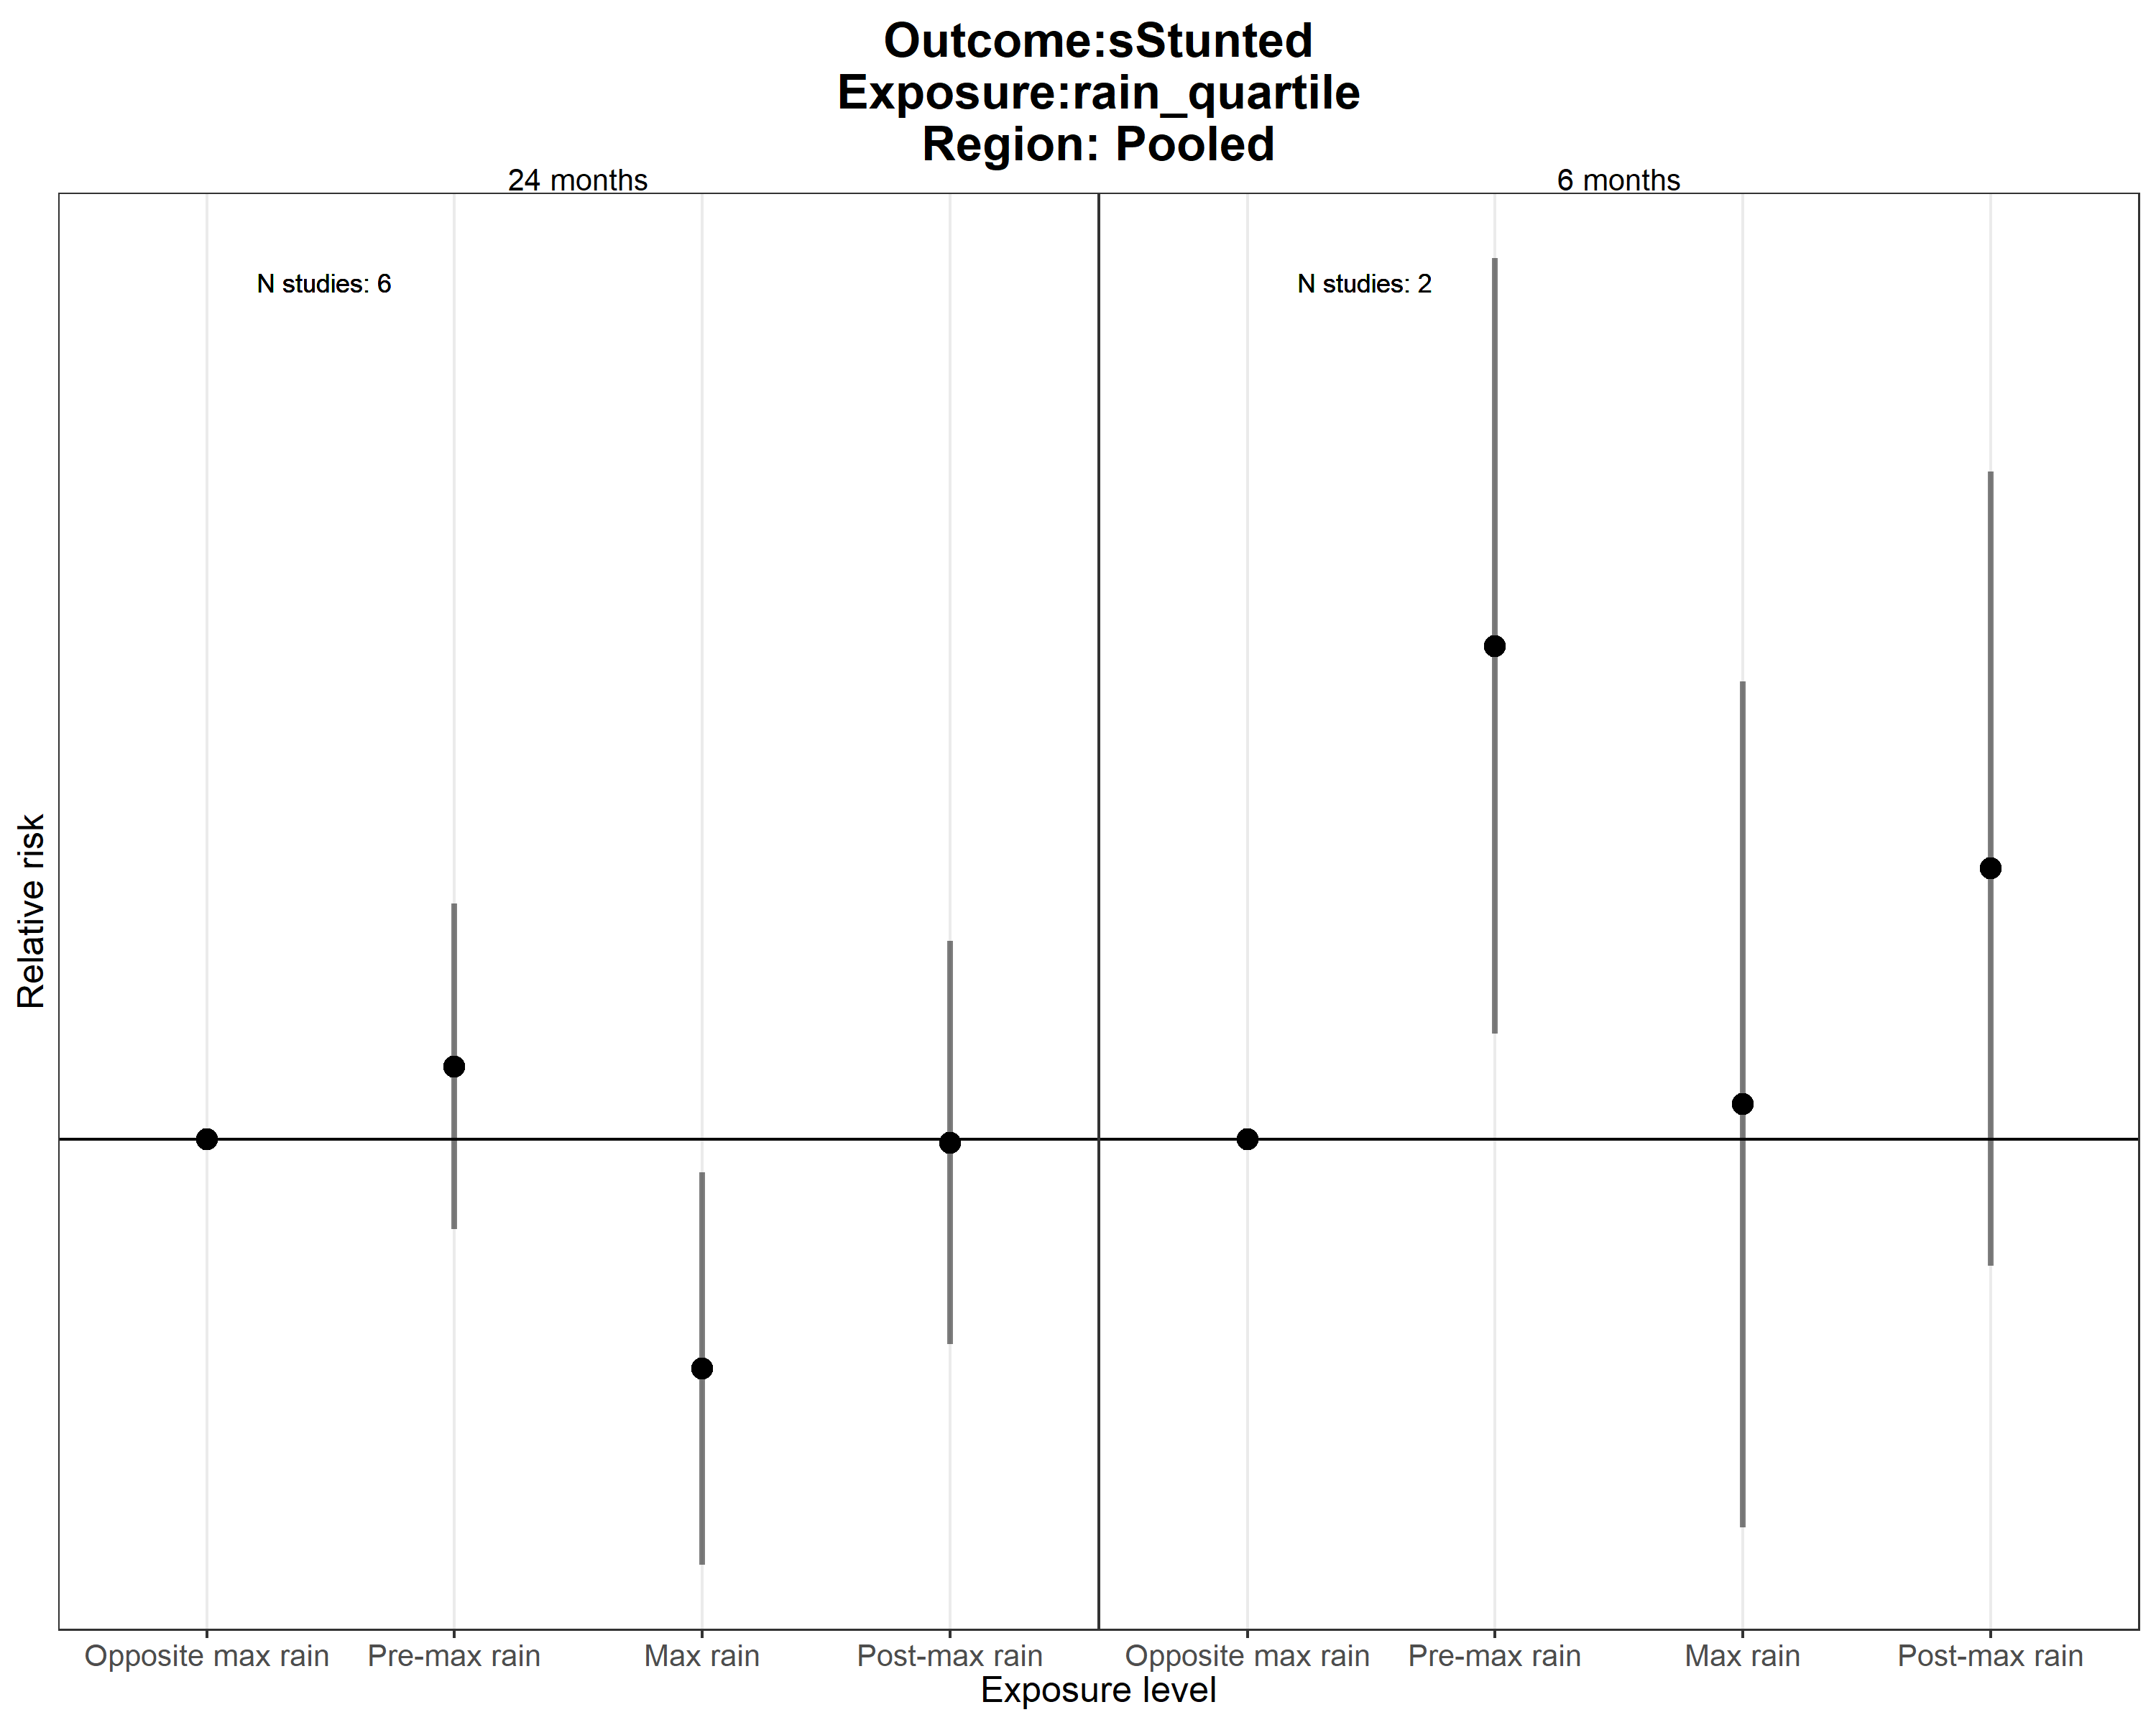 Outcome:sStunted
Exposure:rain_quartile
Region: Pooled
24 months
6 months
N studies: 6
N studies: 2
Relative risk
Opposite max rain
Pre-max rain
Max rain
Post-max rain
Opposite max rain
Pre-max rain
Max rain
Post-max rain
Exposure level